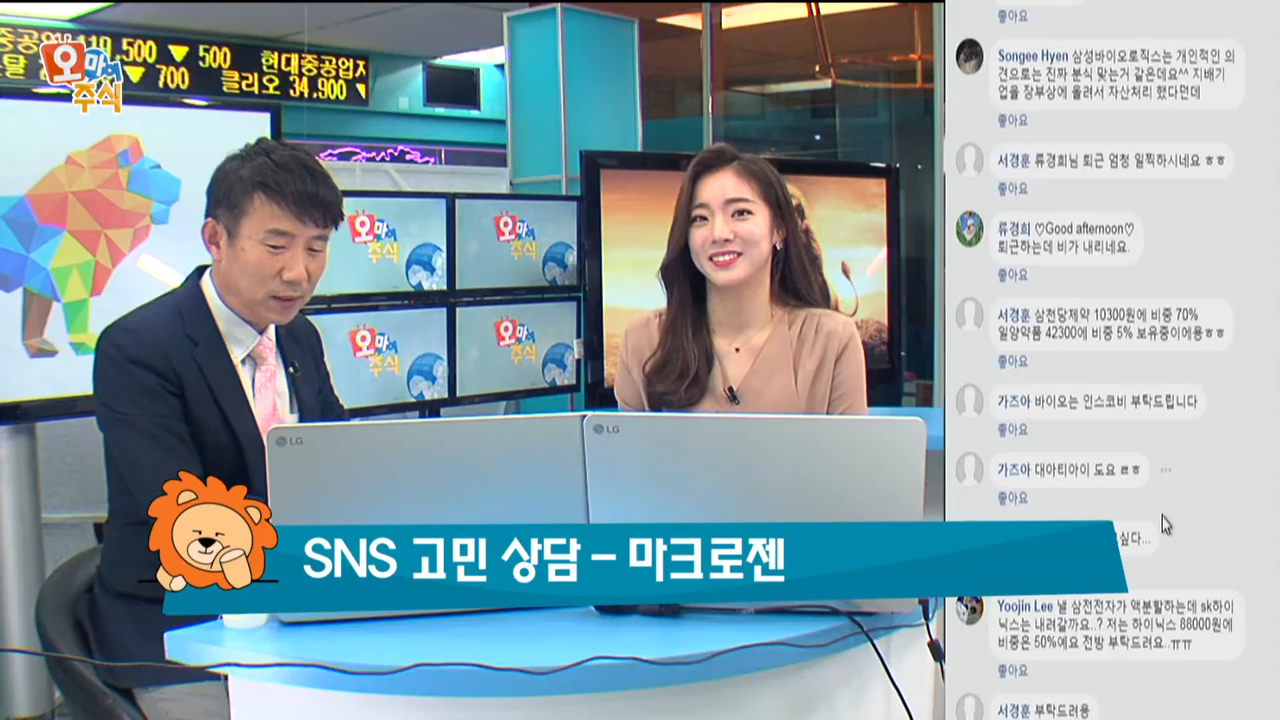 중공업 119,500 ▼ 500 현대중공업지
탈 ▼ 700 클리오 34,900 ▼
오마이
주식
오마이
주식
오마이
주식
오마이
주식
오마이
주식
LG
LG
SNS 고민 상담 – 마크로젠
좋아요
Songee Hyen 삼성바이오로직스는 개인적인 의
견으로는 진짜 분식 맞는거 같은데요^^ 지배기
업을 장부상에 올려서 자산처리 했다던데
좋아요
서경훈 류경희님 퇴근 엄청 일찍하시네요 ㅎㅎ
좋아요
류경희 ♡Good afternoon♡
퇴근하는데 비가 내리네요.
좋아요
서경훈 삼천당제약 10300원에 비중 70%
일양약품 42300에 비중 5% 보유중이에용ㅎㅎ
좋아요
가즈아 바이오는 인스코비 부탁드립니다
좋아요
가즈아 대아티아이 도요 ㄹㅎ
좋아요
싶다...
Yoojin Lee 낼 삼전전자가 액분할하는데 sk하이
닉스는 내려갈까요..? 저는 하이닉스 88000원에
비중은 50%예요 전방 부탁드려요..ㅠㅠ
좋아요
서경훈 부탁드려용